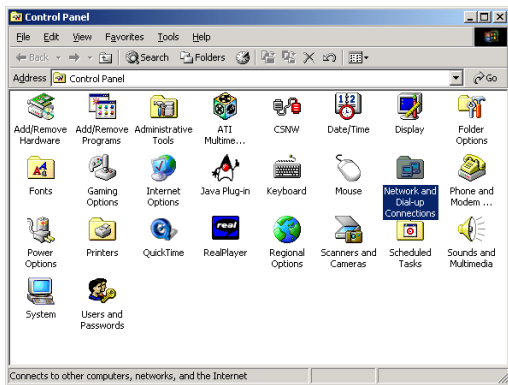 Control Panel
File Edit View Favorites Tools Help
Back Search Folders
Address Control Panel Go
Add/Remove Hardware
Add/Remove Programs
Administrative Tools
ATI Multime...
CSNW
Date/Time
Display
Folder Options
Fonts
Gaming Options
Internet Options
Java Plug-in
Keyboard
Mouse
Network and Dial-up Connections
Phone and Modem ...
Power Options
Printers
QuickTime
real
RealPlayer
Regional Options
Scanners and Cameras
Scheduled Tasks
Sounds and Multimedia
System
Users and Passwords
Connects to other computers, networks, and the Internet